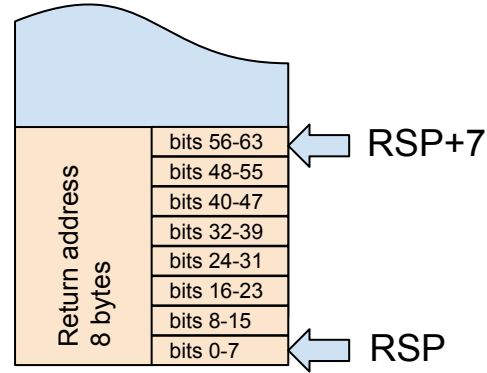 bits 56-63
RSP+7
bits 48-55
bits 40-47
bits 32-39
bits 24-31
bits 16-23
bits 8-15
bits 0-7
RSP
Return address
8 bytes